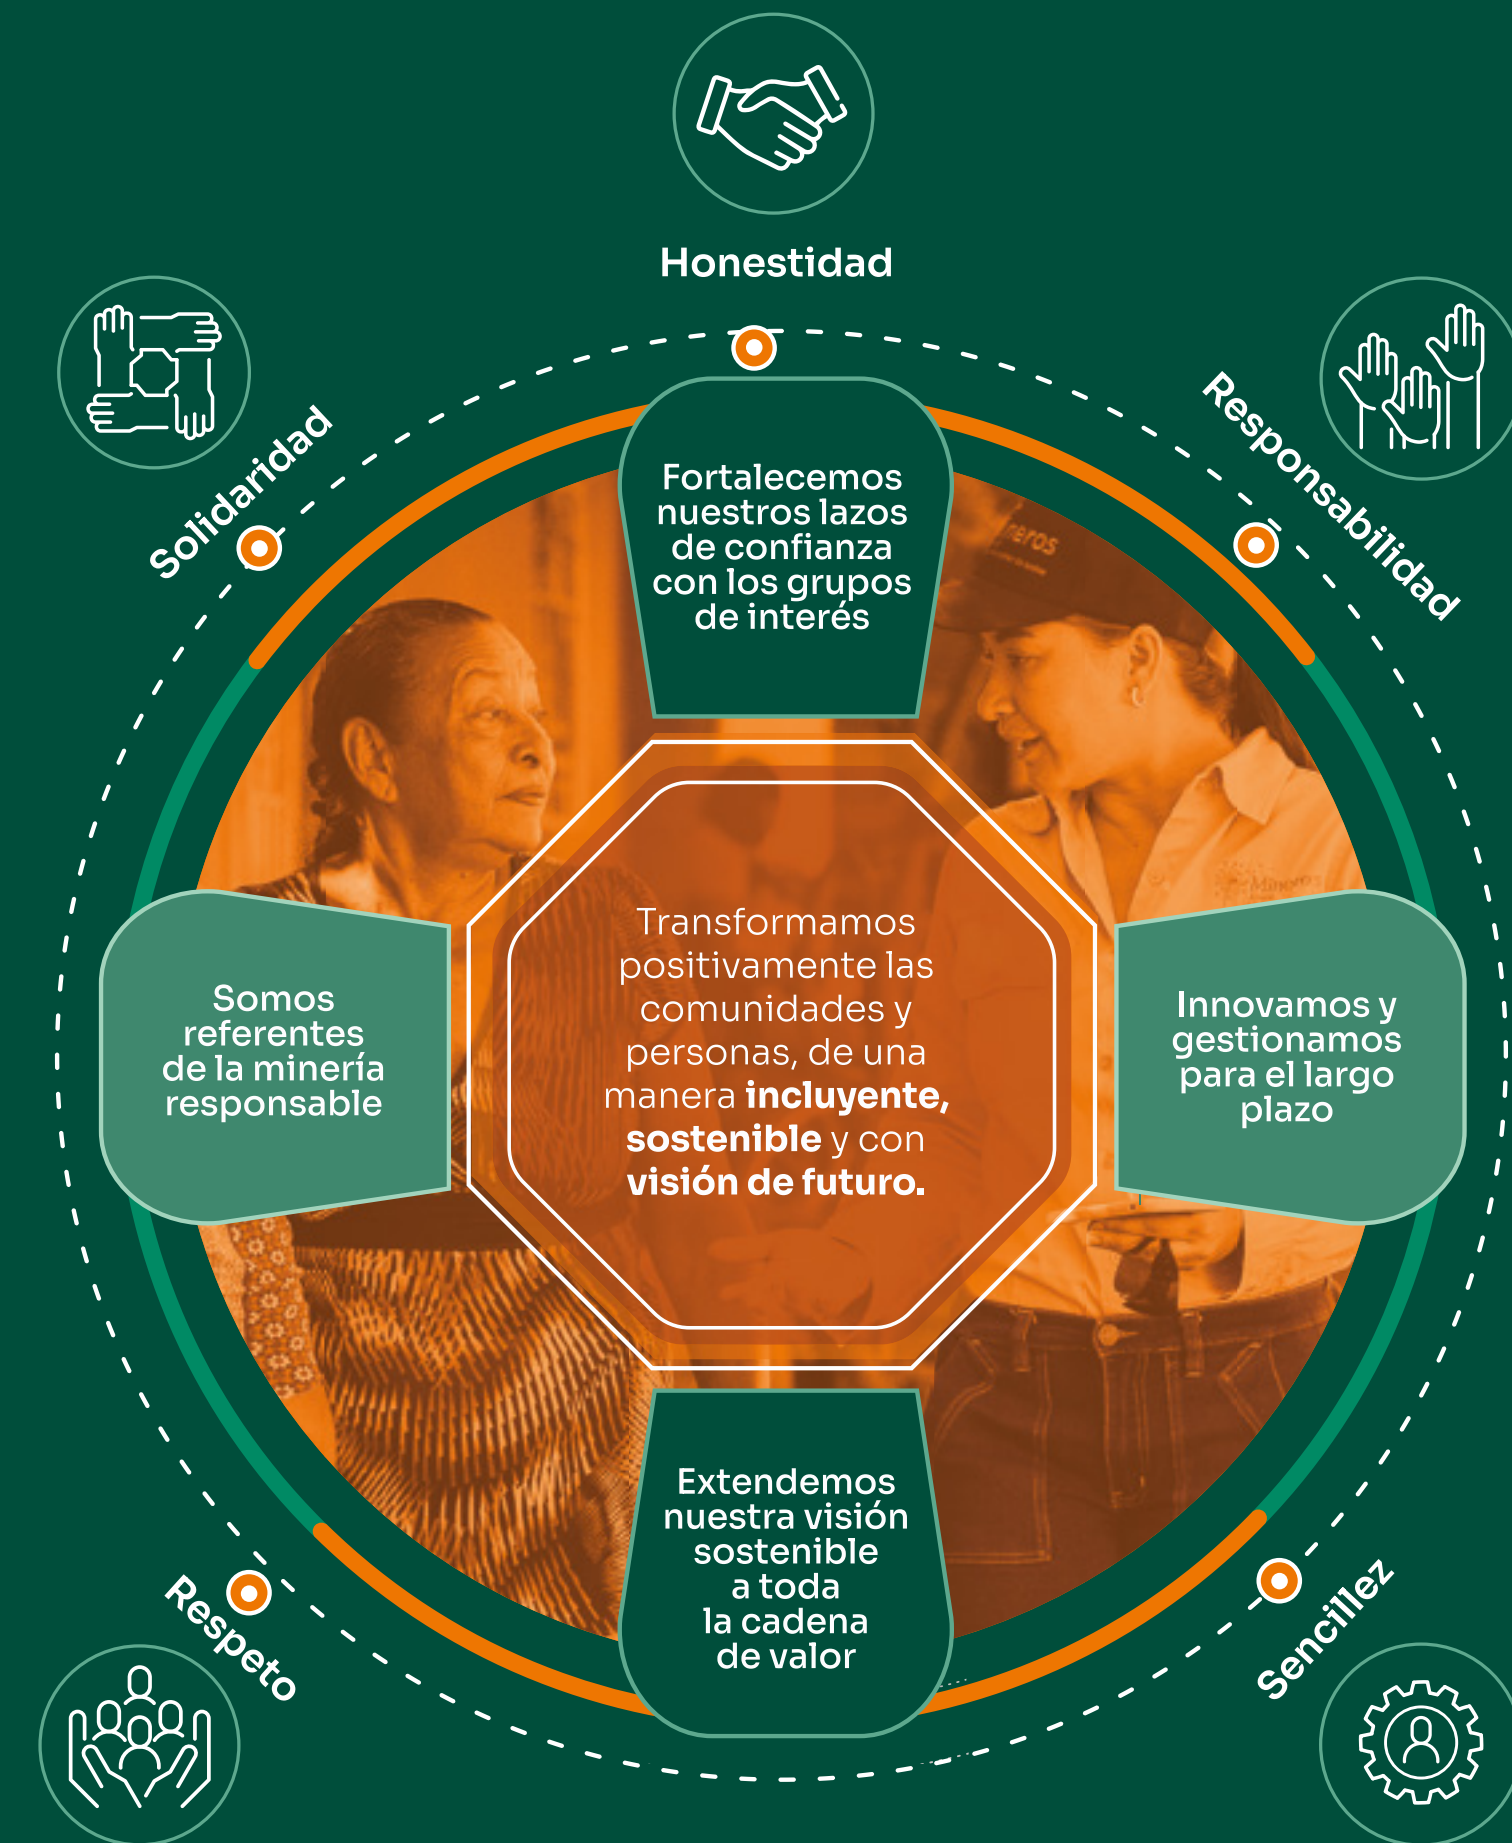 Honestidad
Solidaridad
Responsabilidad
Fortalecemos
nuestros lazos
de confianza
con los grupos
de interés
neros
Transformamos
positivamente las
comunidades y
personas, de una
manera incluyente,
sostenible y con
visión de futuro.
Somos
referentes
de la minería
responsable
Innovamos y
gestionamos
para el largo
plazo
Extendemos
nuestra visión
sostenible
a toda
la cadena
de valor
Respeto
Sencillez